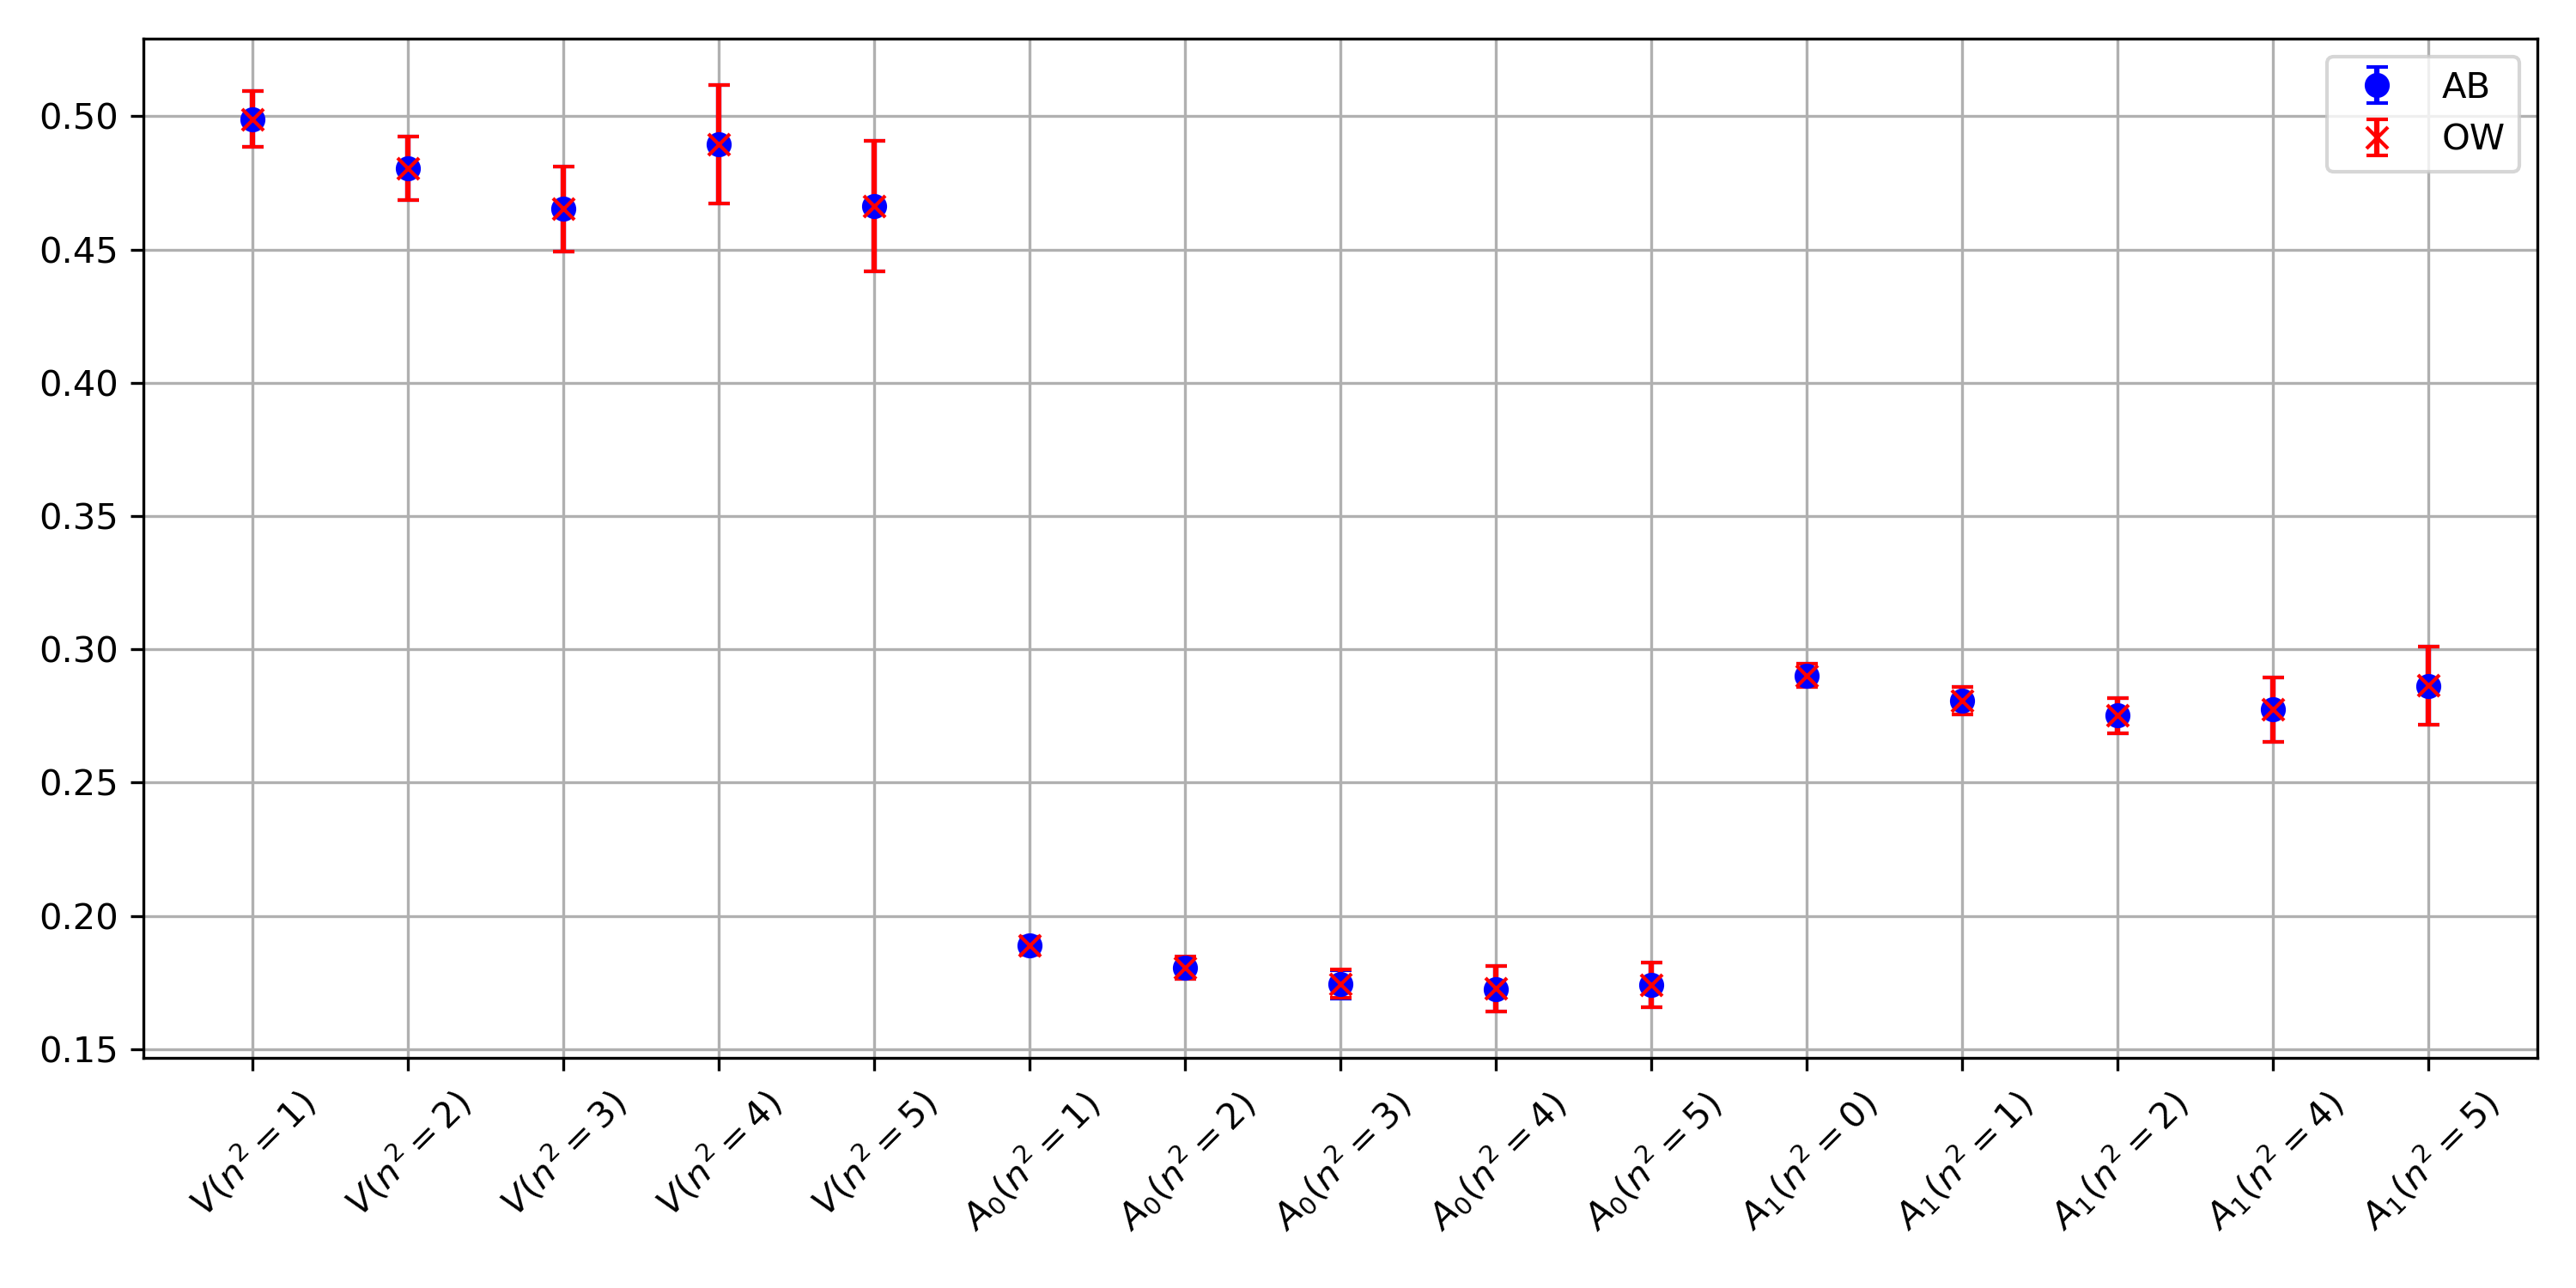 0.50
0.45
0.40
0.35
0.30
0.25
0.20
0.15
AB
OW
V(n²=1)
V(n²=2)
V(n²=3)
V(n²=4)
V(n²=5)
A₀(n²=1)
A₀(n²=2)
A₀(n²=3)
A₀(n²=4)
A₀(n²=5)
A₁(n²=0)
A₁(n²=1)
A₁(n²=2)
A₁(n²=4)
A₁(n²=5)